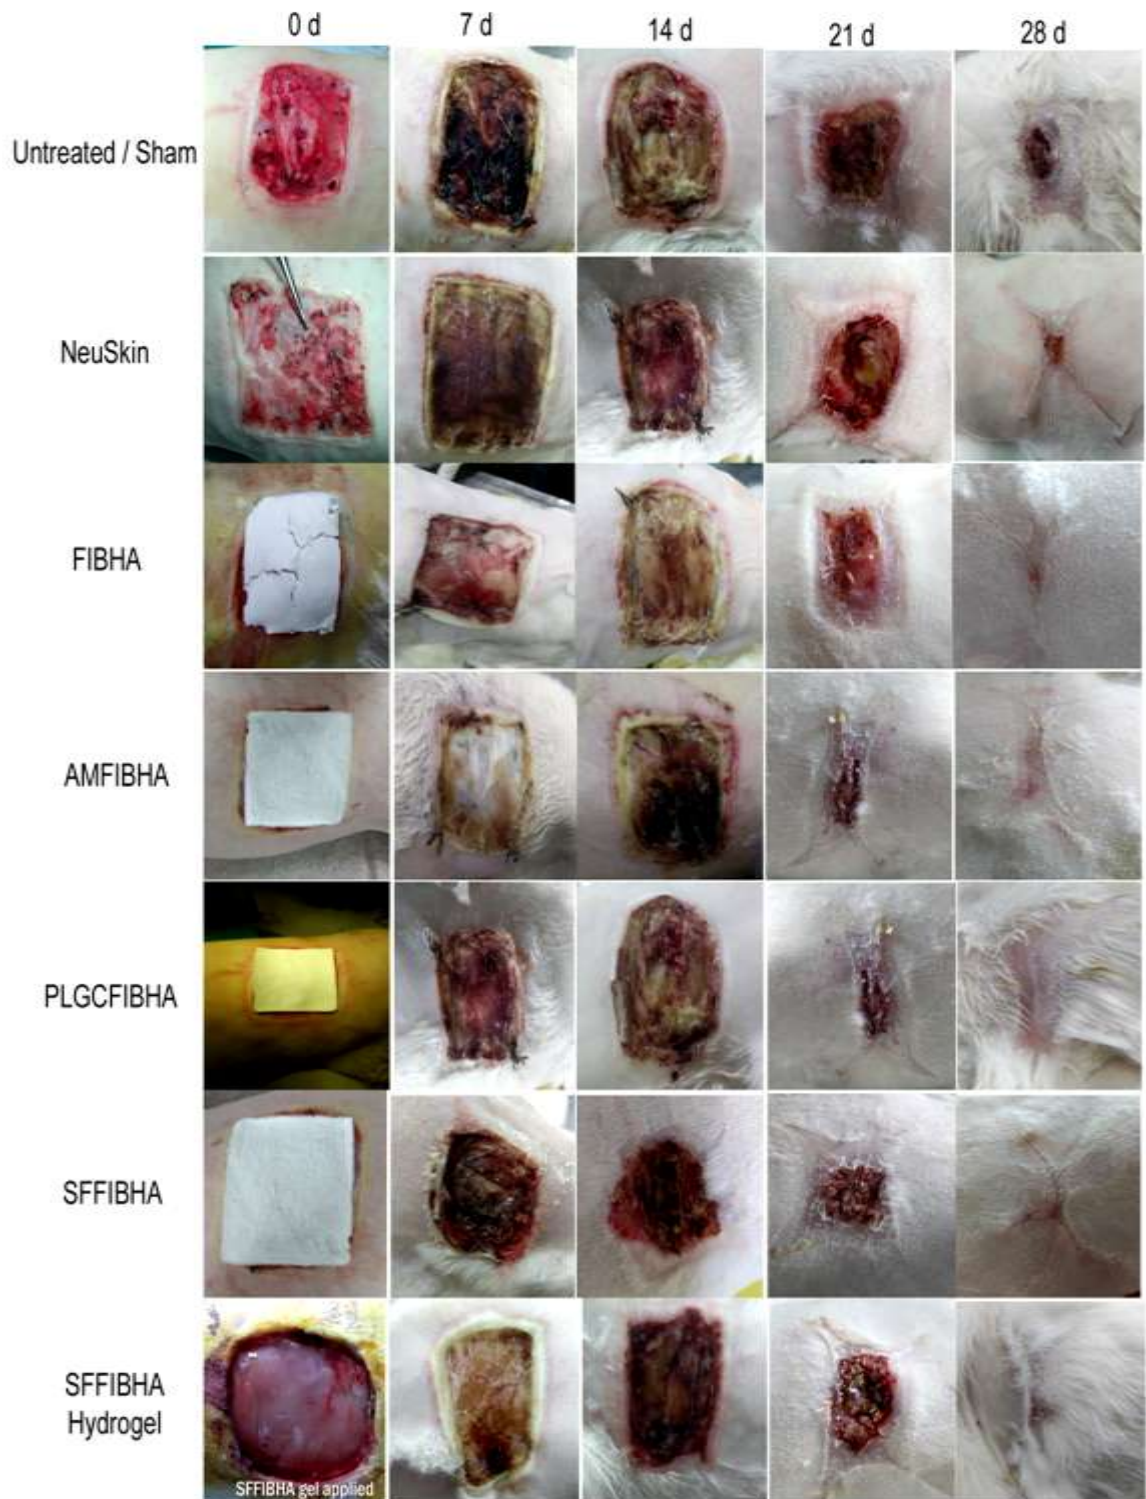 0 d 7 d 14 d 21 d 28 d
Untreated / Sham
NeuSkin
FIBHA
AMFIBHA
PLGCFIBHA
SFFIBHA
SFFIBHA
Hydrogel
SFFIBHA gel applied